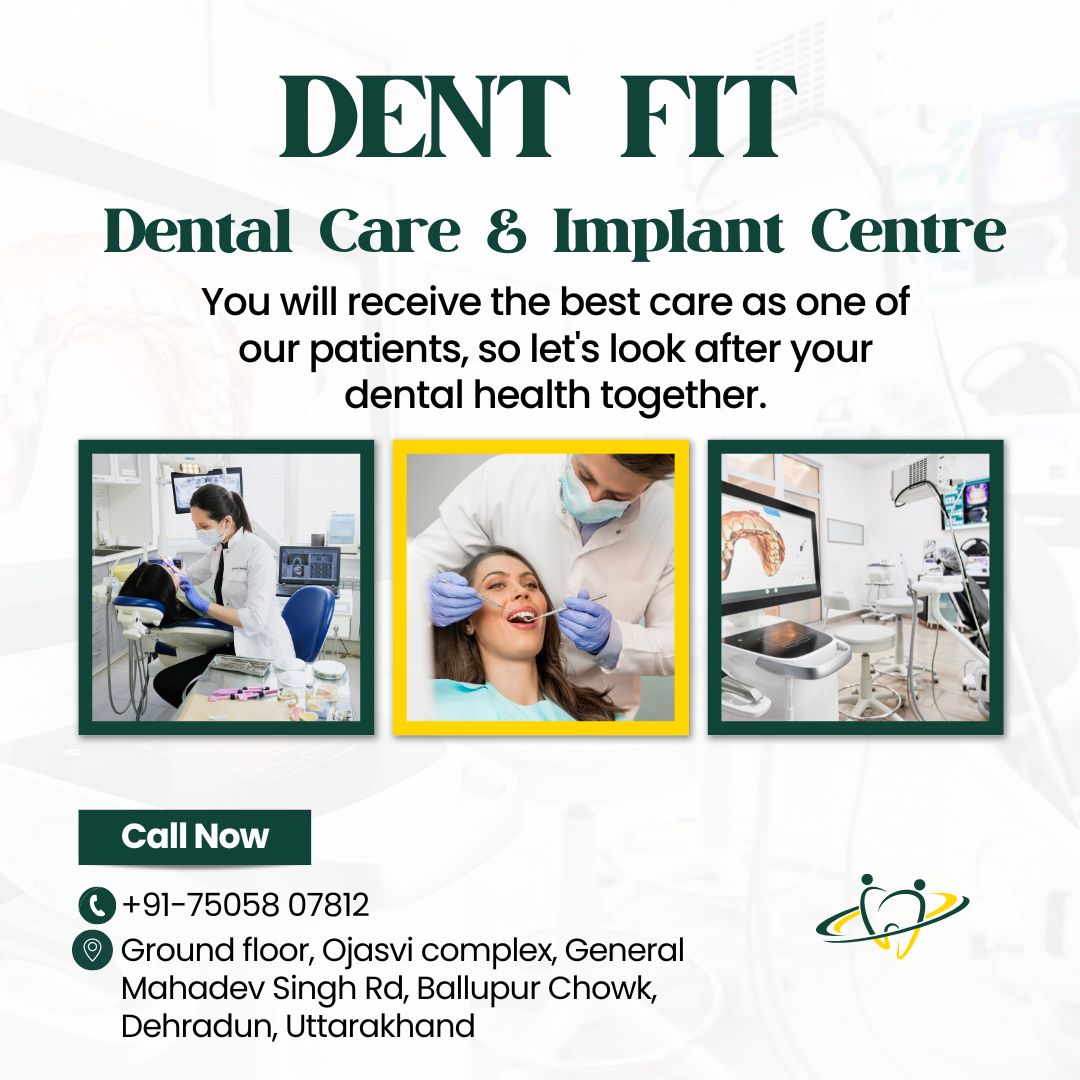 DENT FIT
Dental Care & Implant Centre
You will receive the best care as one of
our patients, so let's look after your
dental health together.
Call Now
+91-75058 07812
Ground floor, Ojasvi complex, General
Mahadev Singh Rd, Ballupur Chowk,
Dehradun, Uttarakhand